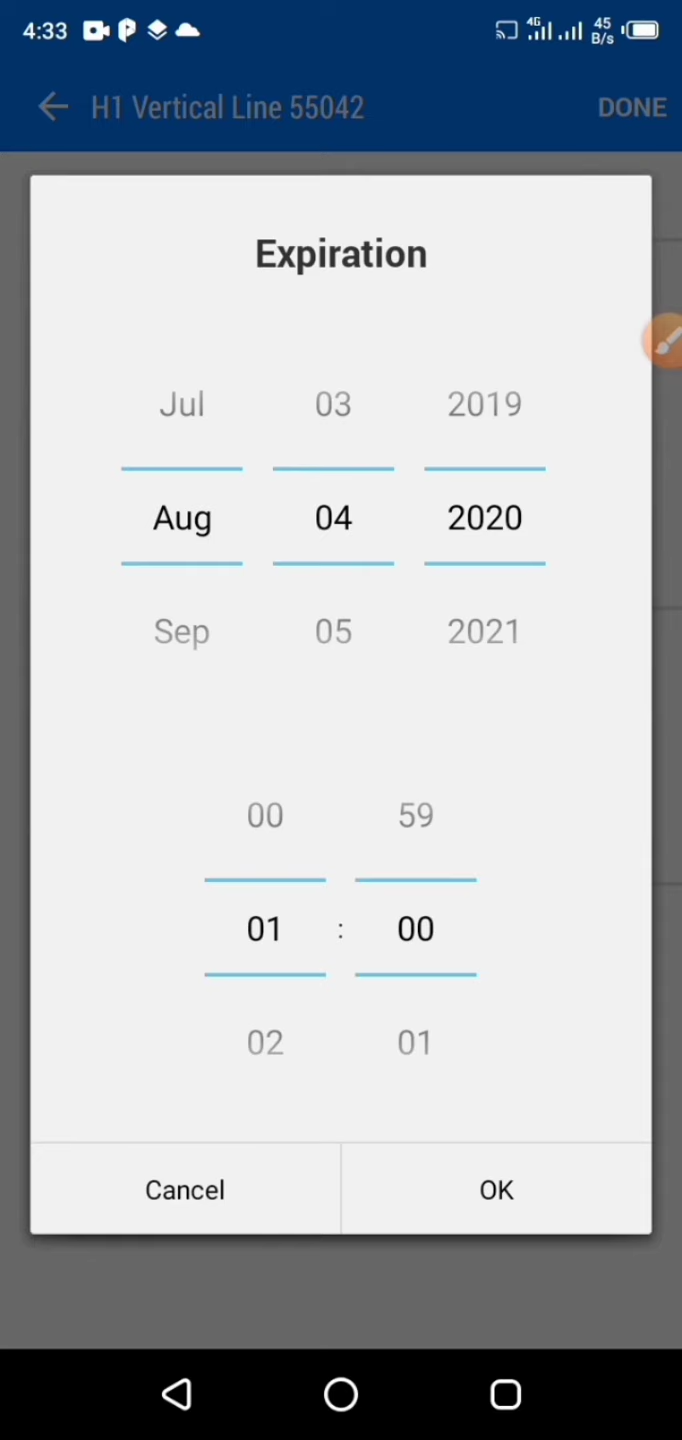 4:33 4G 45 B/s
H1 Vertical Line 55042 DONE
Expiration
Jul 03 2019
Aug 04 2020
Sep 05 2021
00 59
01 : 00
02 01
Cancel OK